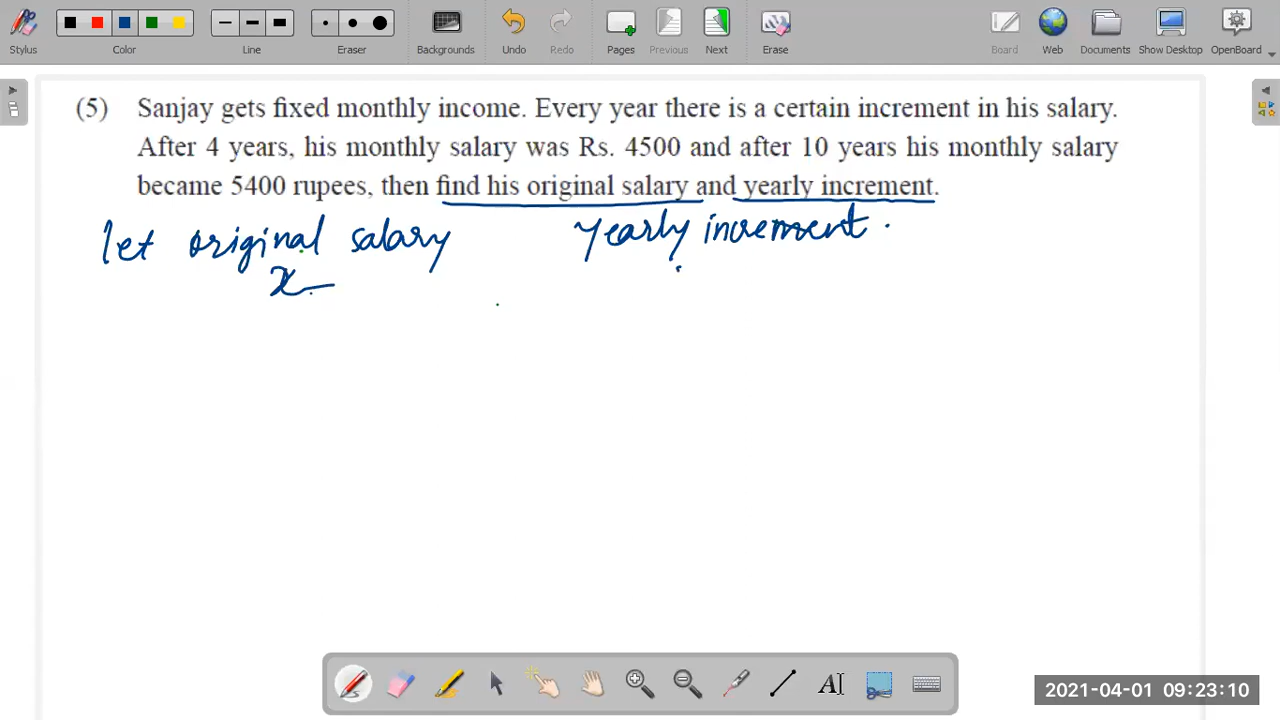 Stylus Color Line Eraser Backgrounds Undo Redo Pages Previous Next Erase Board Web Documents Show Desktop OpenBoard
(5) Sanjay gets fixed monthly income. Every year there is a certain increment in his salary.
After 4 years, his monthly salary was Rs. 4500 and after 10 years his monthly salary
became 5400 rupees, then find his original salary and yearly increment.
let original salary yearly increment.
x
AI
2021-04-01 09:23:10